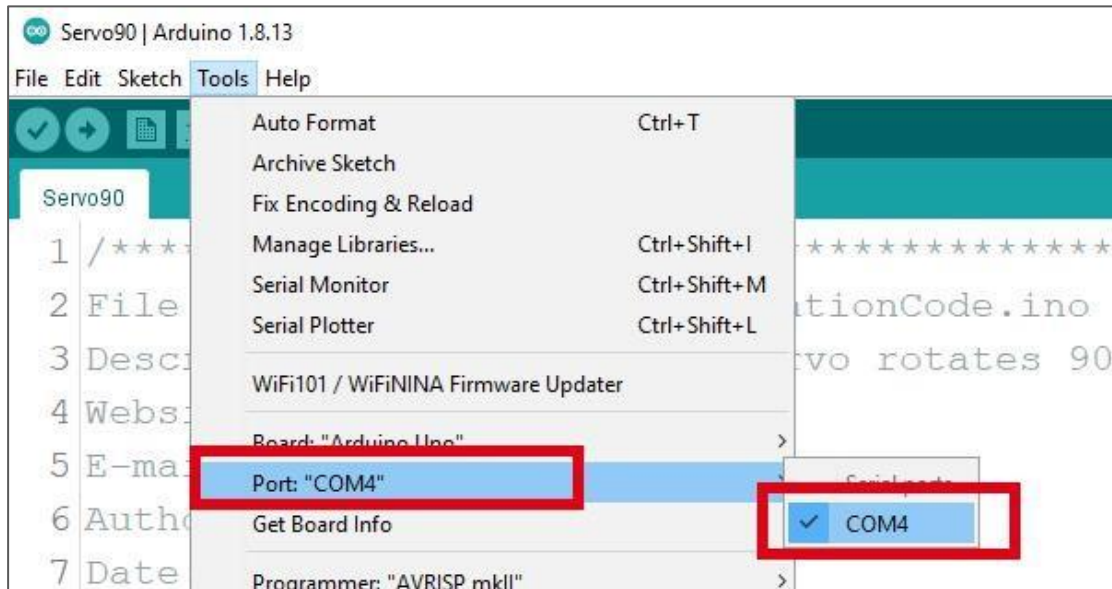 Servo90 | Arduino 1.8.13
File Edit Sketch Tools Help
Auto Format Ctrl+T
Archive Sketch
Servo90
Fix Encoding & Reload
1 /****
Manage Libraries... Ctrl+Shift+I
***************
Serial Monitor Ctrl+Shift+M
2 File
tionCode.ino
Serial Plotter Ctrl+Shift+L
3 Desc
vo rotates 90
WiFi101 / WiFiNINA Firmware Updater
4 Webs
Board: "Arduino Uno"
5 E-mai
Port: "COM4"
Serial ports
6 Autho
Get Board Info
COM4
7 Date
Programmer: "AVRISP mkII"